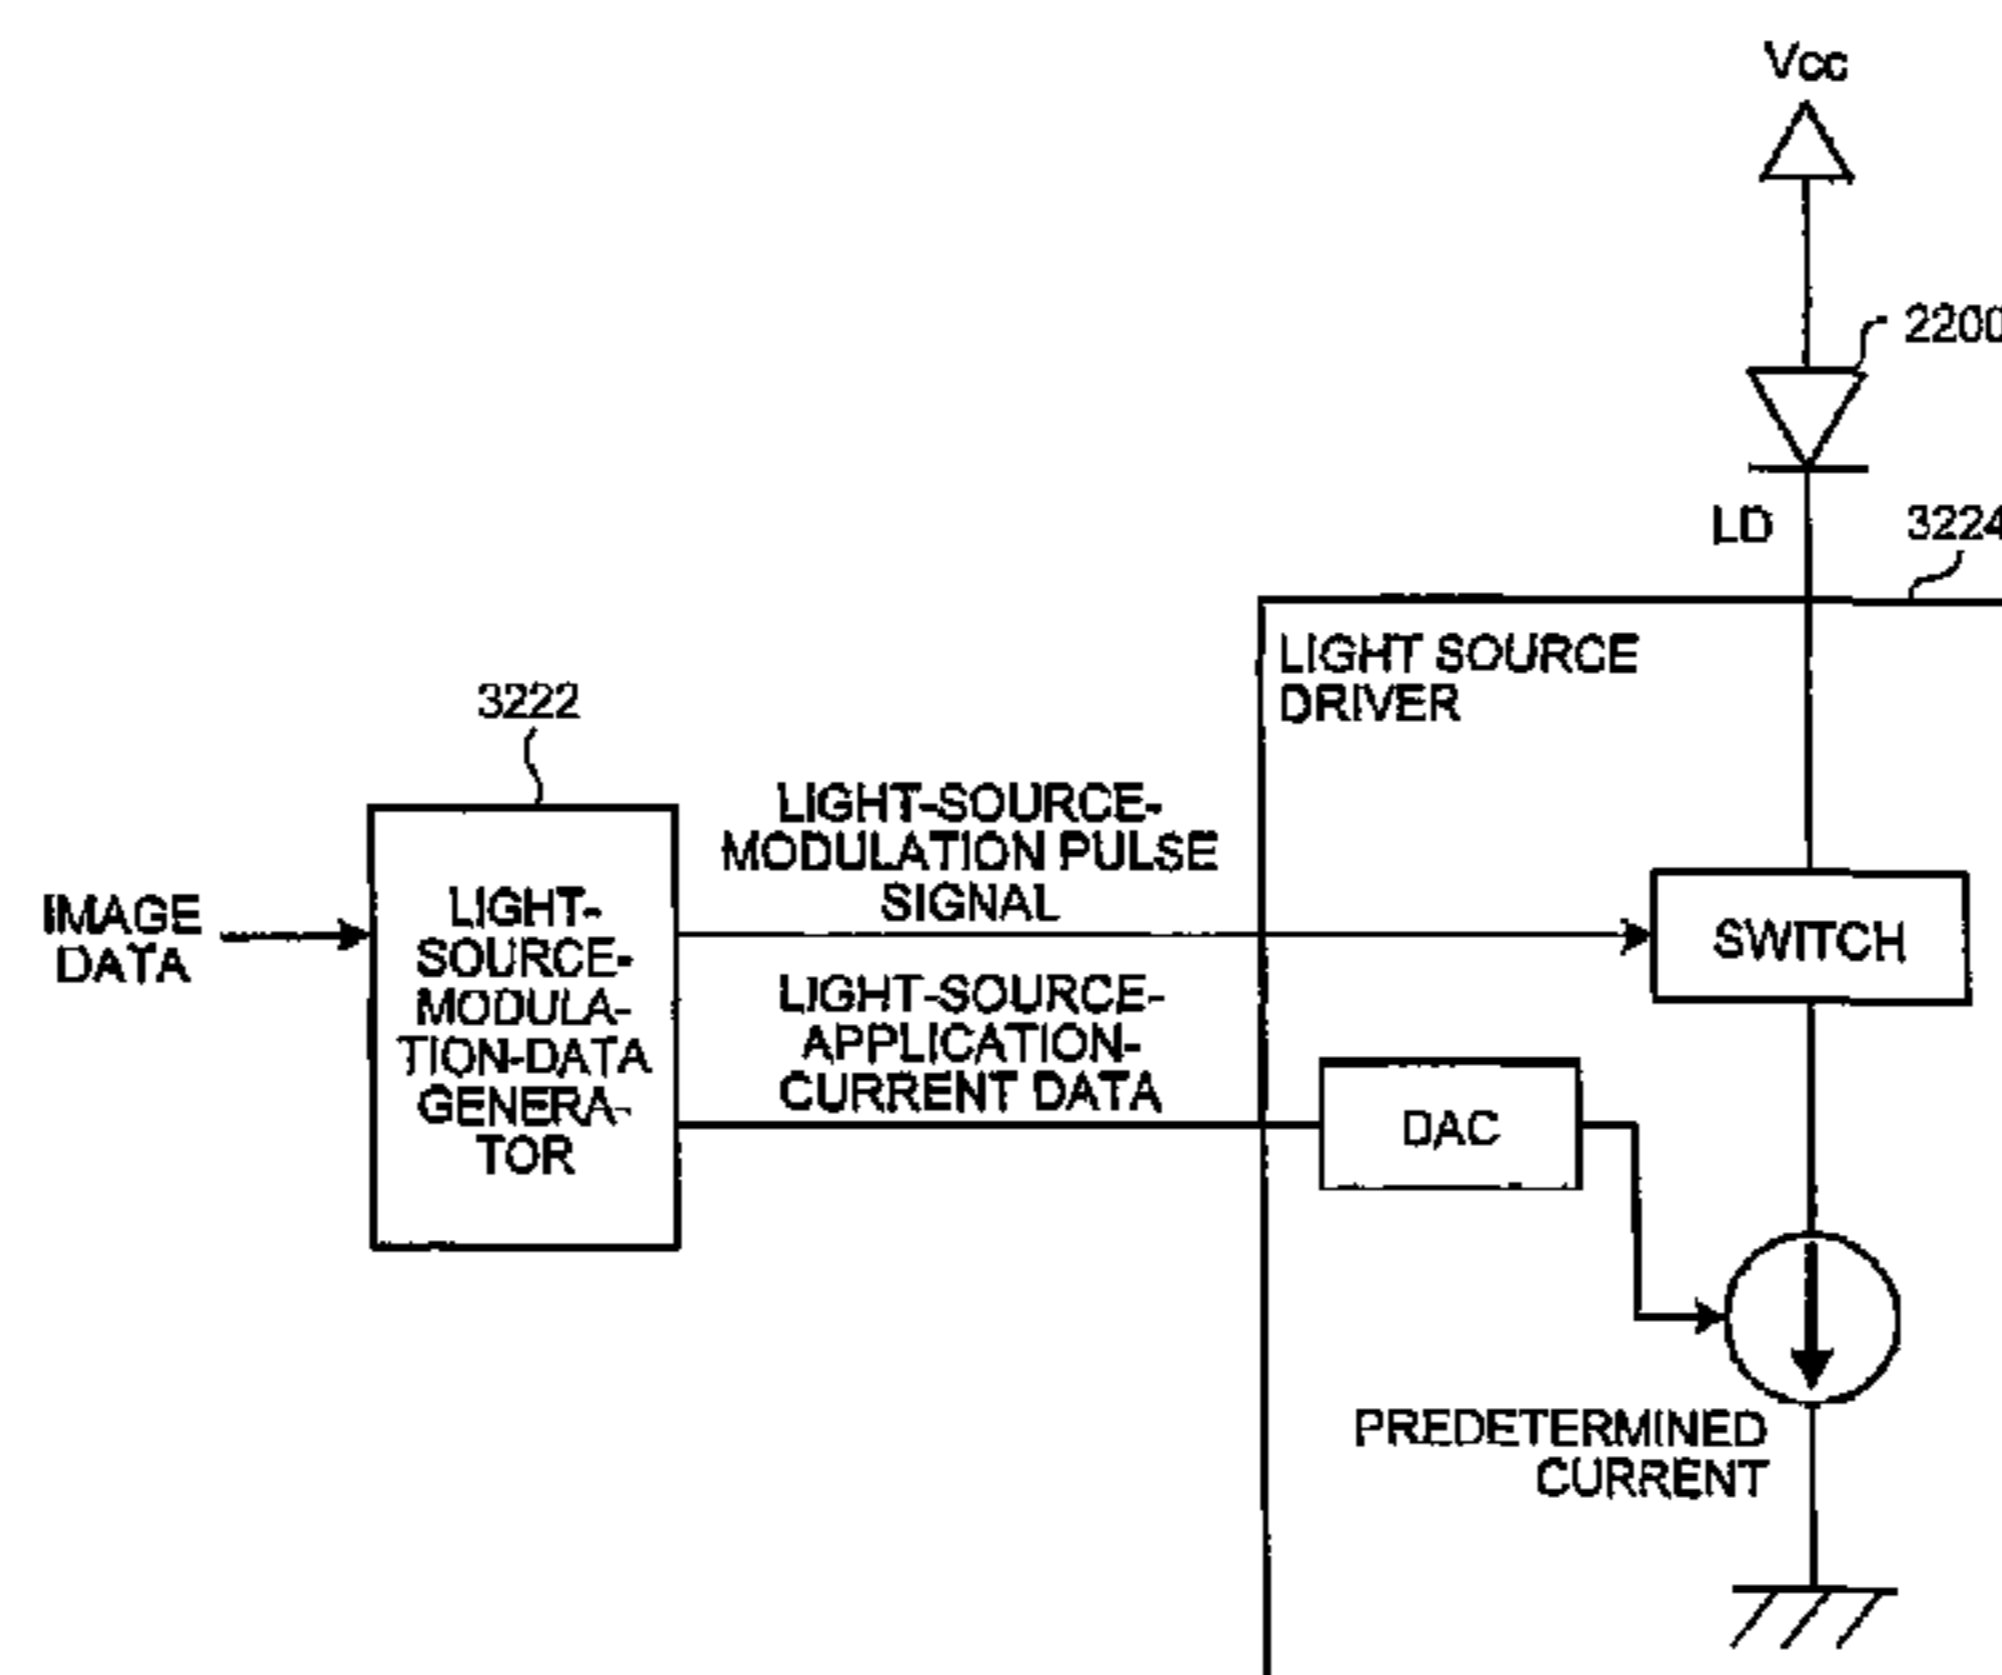 Vcc
2200
LD
3224
LIGHT SOURCE
DRIVER
3222
LIGHT-SOURCE-
MODULATION PULSE
SIGNAL
IMAGE
DATA
LIGHT-
SOURCE-
MODULA-
TION-DATA
GENERA-
TOR
SWITCH
LIGHT-SOURCE-
APPLICATION-
CURRENT DATA
DAC
PREDETERMINED
CURRENT